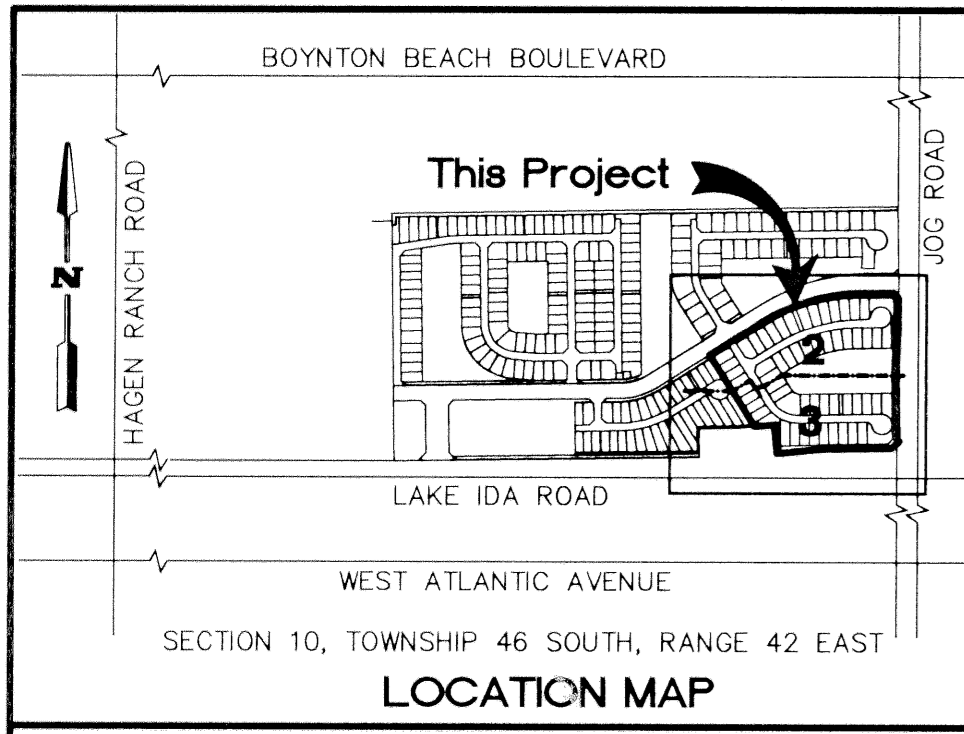 BOYNTON BEACH BOULEVARD
This Project
HAGEN RANCH ROAD
JOG ROAD
N
2
3
LAKE IDA ROAD
WEST ATLANTIC AVENUE
SECTION 10, TOWNSHIP 46 SOUTH, RANGE 42 EAST
LOCATION MAP